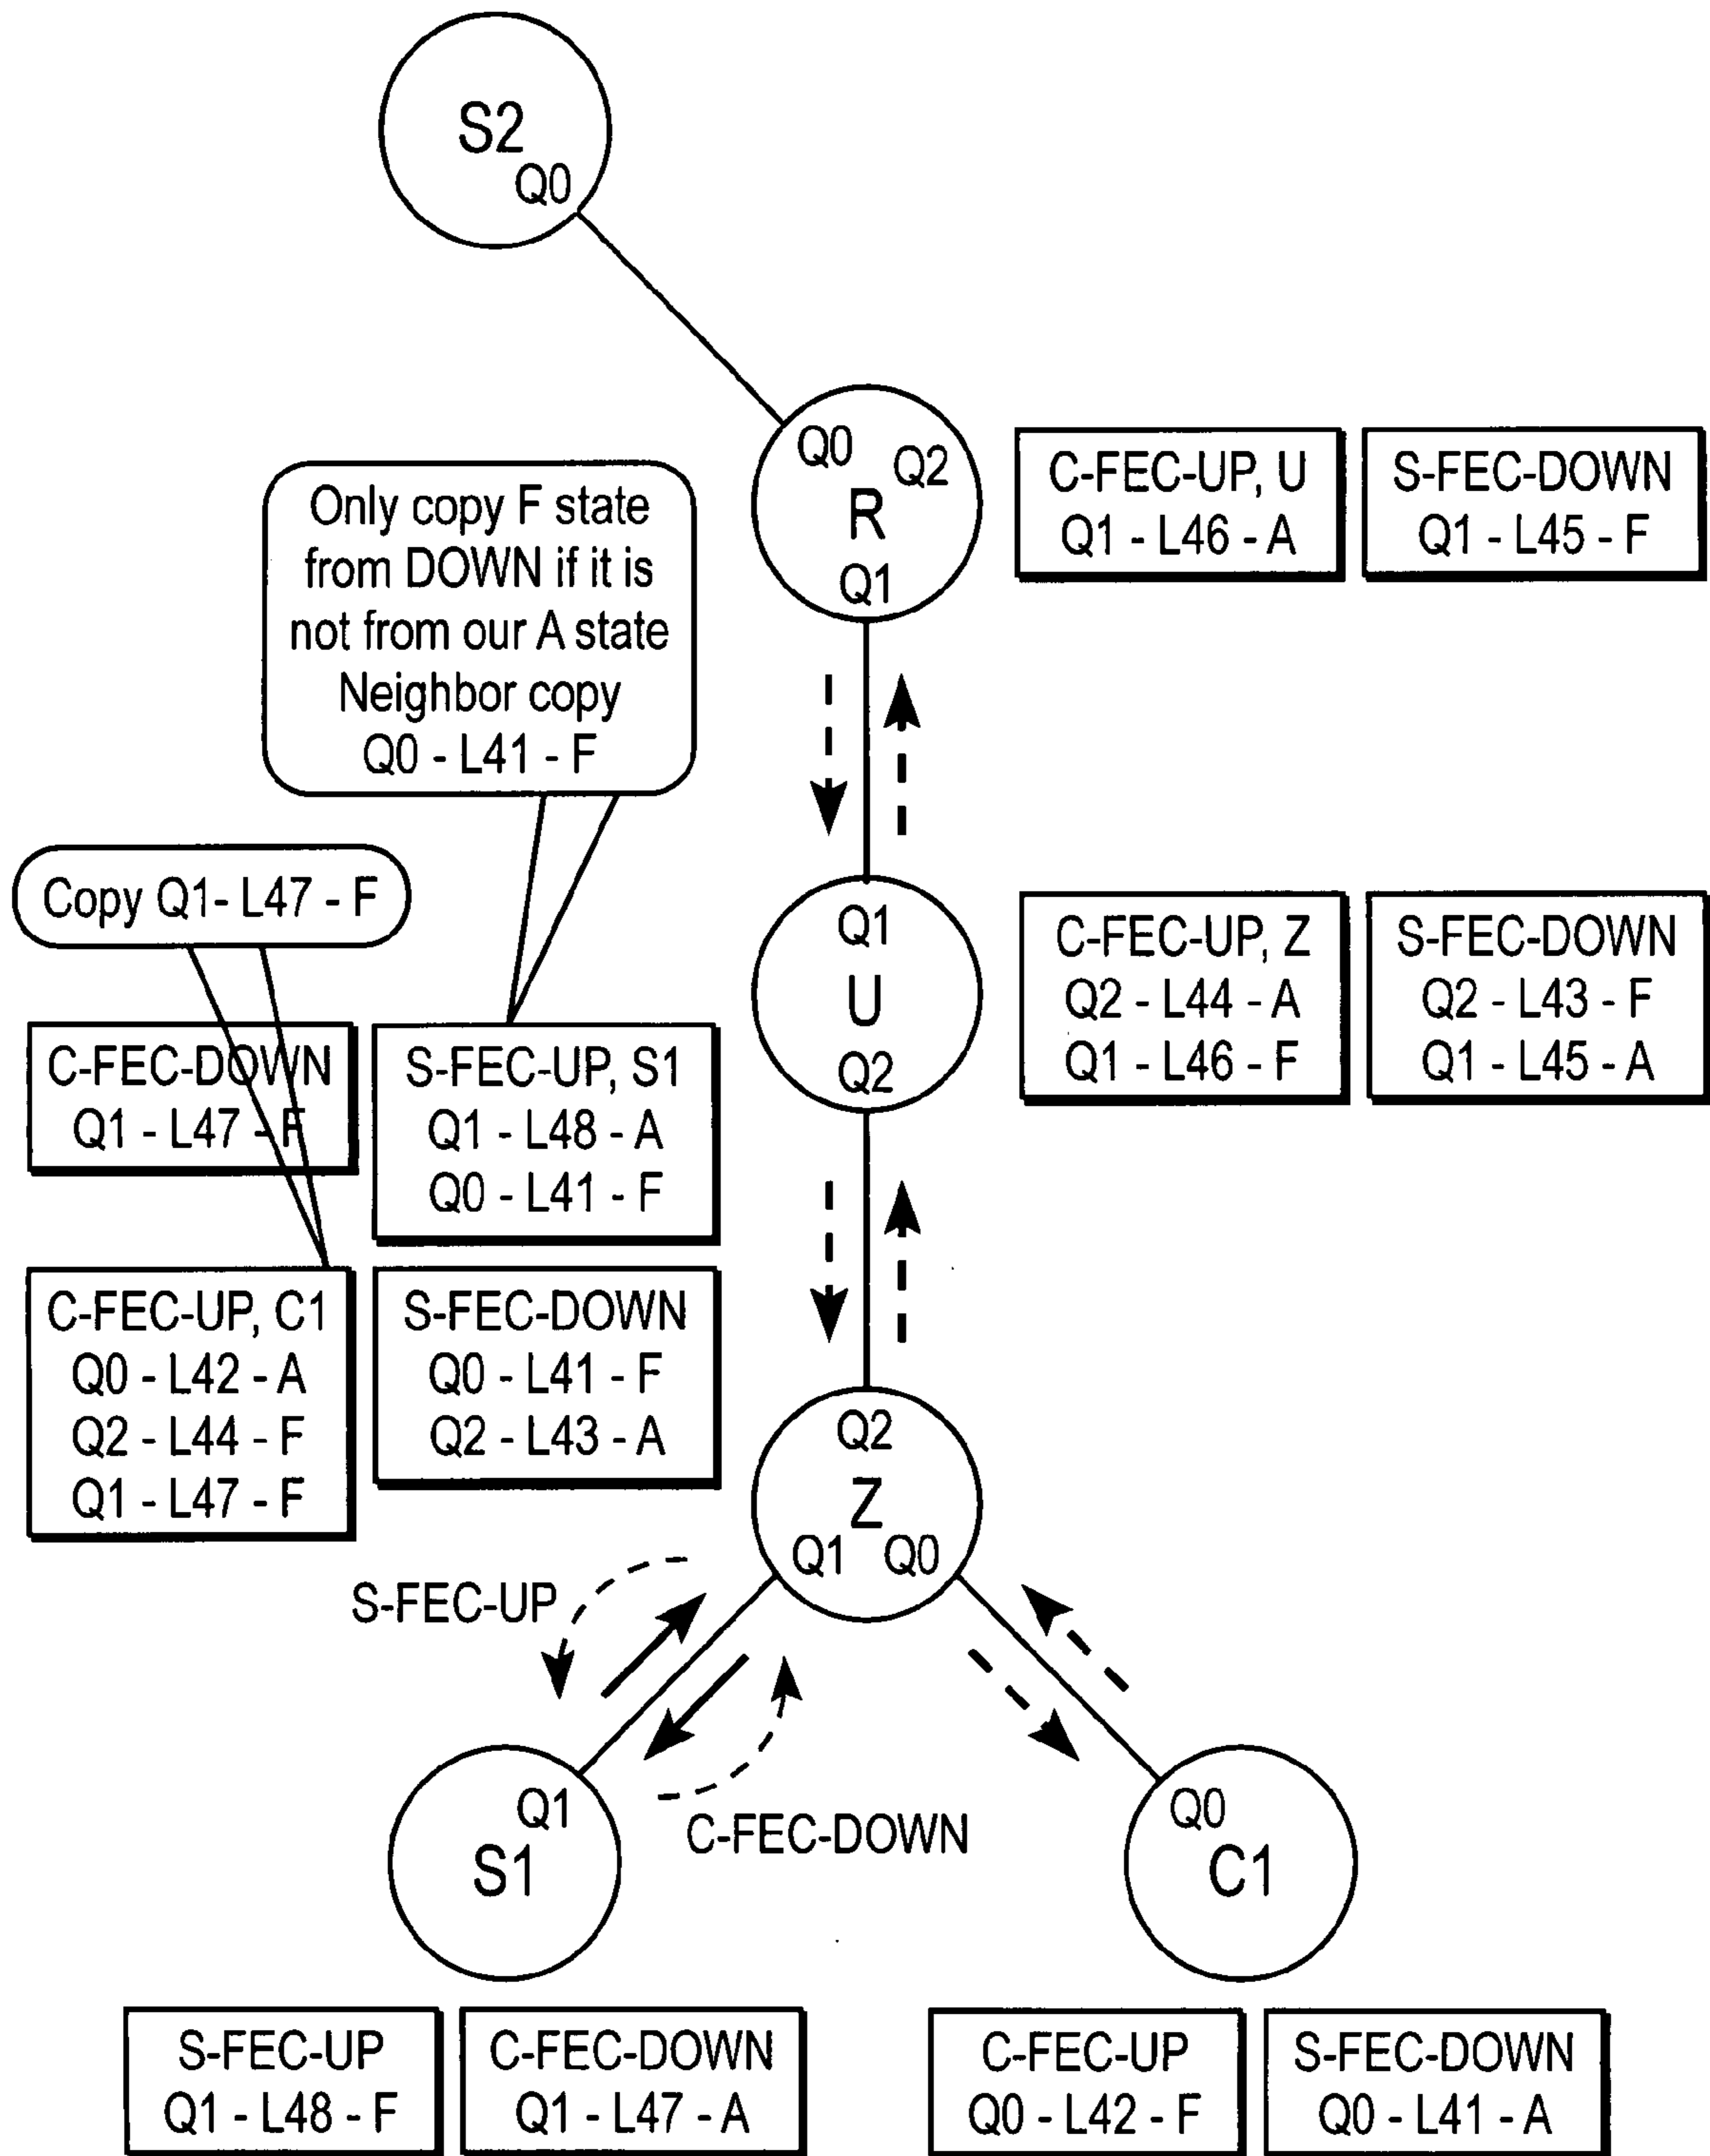 S2
Q0
Q0
Q2
R
Q1
C-FEC-UP, U
Q1 - L46 - A
S-FEC-DOWN
Q1 - L45 - F
Only copy F state
from DOWN if it is
not from our A state
Neighbor copy
Q0 - L41 - F
Copy Q1- L47 - F
Q1
U
Q2
C-FEC-UP, Z
Q2 - L44 - A
Q1 - L46 - F
S-FEC-DOWN
Q2 - L43 - F
Q1 - L45 - A
C-FEC-DOWN
Q1 - L47 - F
S-FEC-UP, S1
Q1 - L48 - A
Q0 - L41 - F
C-FEC-UP, C1
Q0 - L42 - A
Q2 - L44 - F
Q1 - L47 - F
S-FEC-DOWN
Q0 - L41 - F
Q2 - L43 - A
Q2
Z
Q1 Q0
S-FEC-UP
C-FEC-DOWN
Q1
S1
Q0
C1
S-FEC-UP
Q1 - L48 - F
C-FEC-DOWN
Q1 - L47 - A
C-FEC-UP
Q0 - L42 - F
S-FEC-DOWN
Q0 - L41 - A